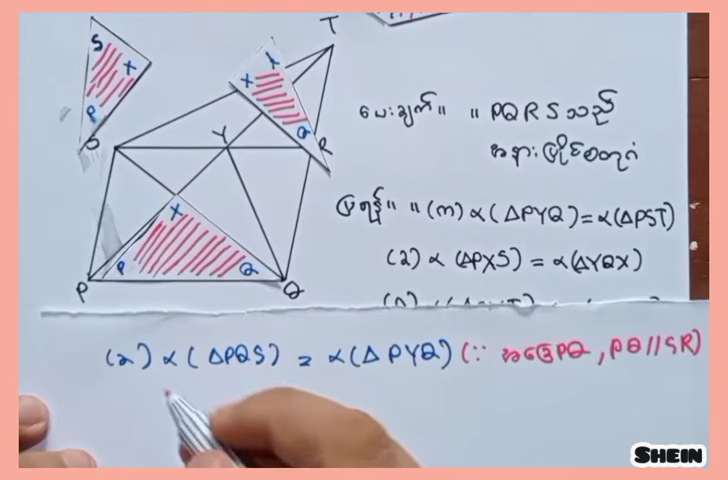 T
S
X
P
X
Y
Q
S
Y
R
X
P
Q
P
Q
ပေးချက်။ ။ PQRS သည်
အနားပြိုင်စတုဂံ
ပြရန်။ ။ (က) α(ΔPYQ)=α(ΔPST)
(ခ) α(ΔPXS) = α(ΔYQX)
(ခ) α(ΔPQS) = α(ΔPYQ) (∵ အခြေPQ, PQ//SR)
SHEIN